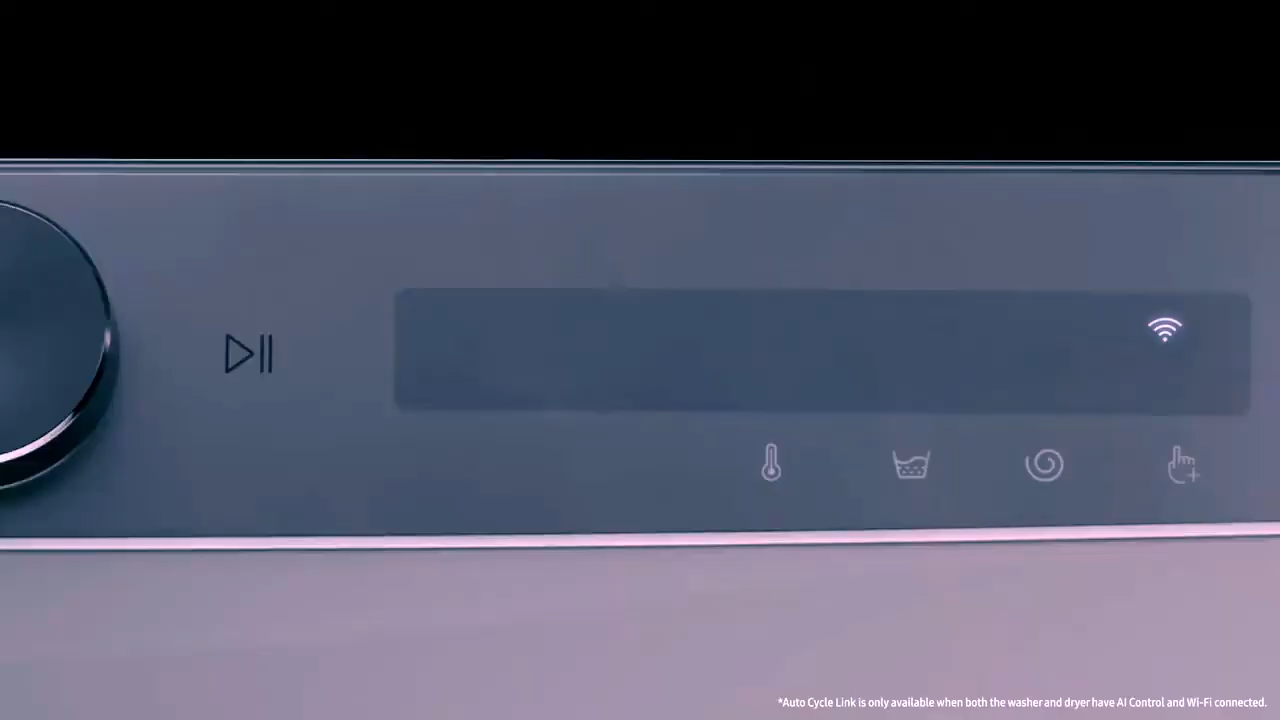 *Auto Cycle Link is only available when both the washer and dryer have AI Control and Wi-Fi connected.